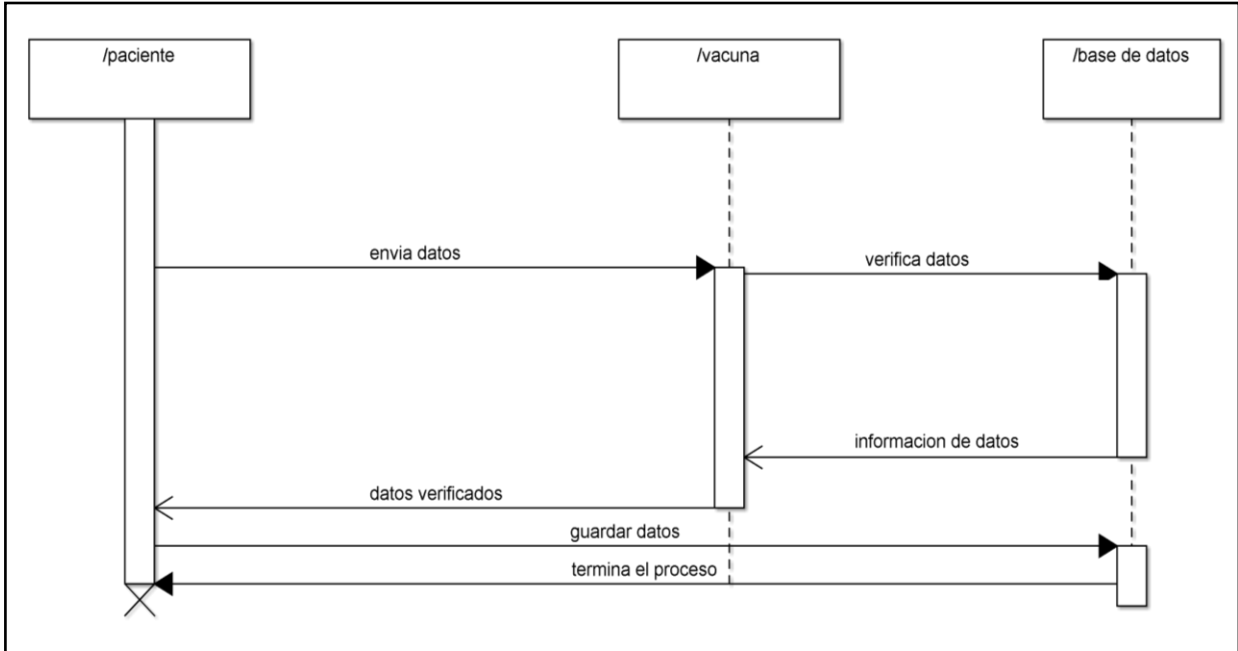 /paciente
/vacuna
/base de datos
envia datos
verifica datos
informacion de datos
datos verificados
guardar datos
termina el proceso